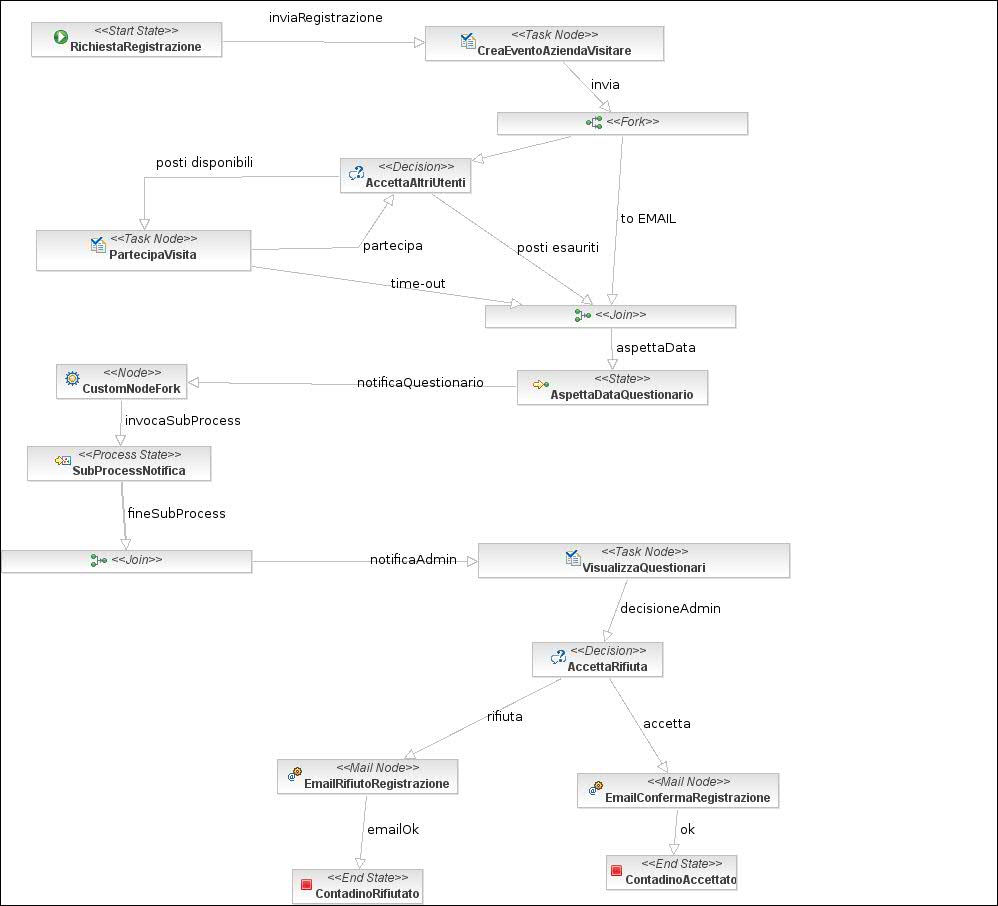 inviaRegistrazione
<<Start State>>
RichiestaRegistrazione
<<Task Node>>
CreaEventoAziendaVisitare
invia
<<Fork>>
posti disponibili
<<Decision>>
AccettaAltriUtenti
to EMAIL
<<Task Node>>
PartecipaVisita
partecipa
posti esauriti
time-out
<<Join>>
aspettaData
<<Node>>
CustomNodeFork
notificaQuestionario
<<State>>
AspettaDataQuestionario
invocaSubProcess
<<Process State>>
SubProcessNotifica
fineSubProcess
<<Join>>
notificaAdmin
<<Task Node>>
VisualizzaQuestionari
decisioneAdmin
<<Decision>>
AccettaRifiuta
rifiuta
accetta
<<Mail Node>>
EmailRifiutoRegistrazione
<<Mail Node>>
EmailConfermaRegistrazione
emailOk
ok
<<End State>>
ContadinoRifiutato
<<End State>>
ContadinoAccettato